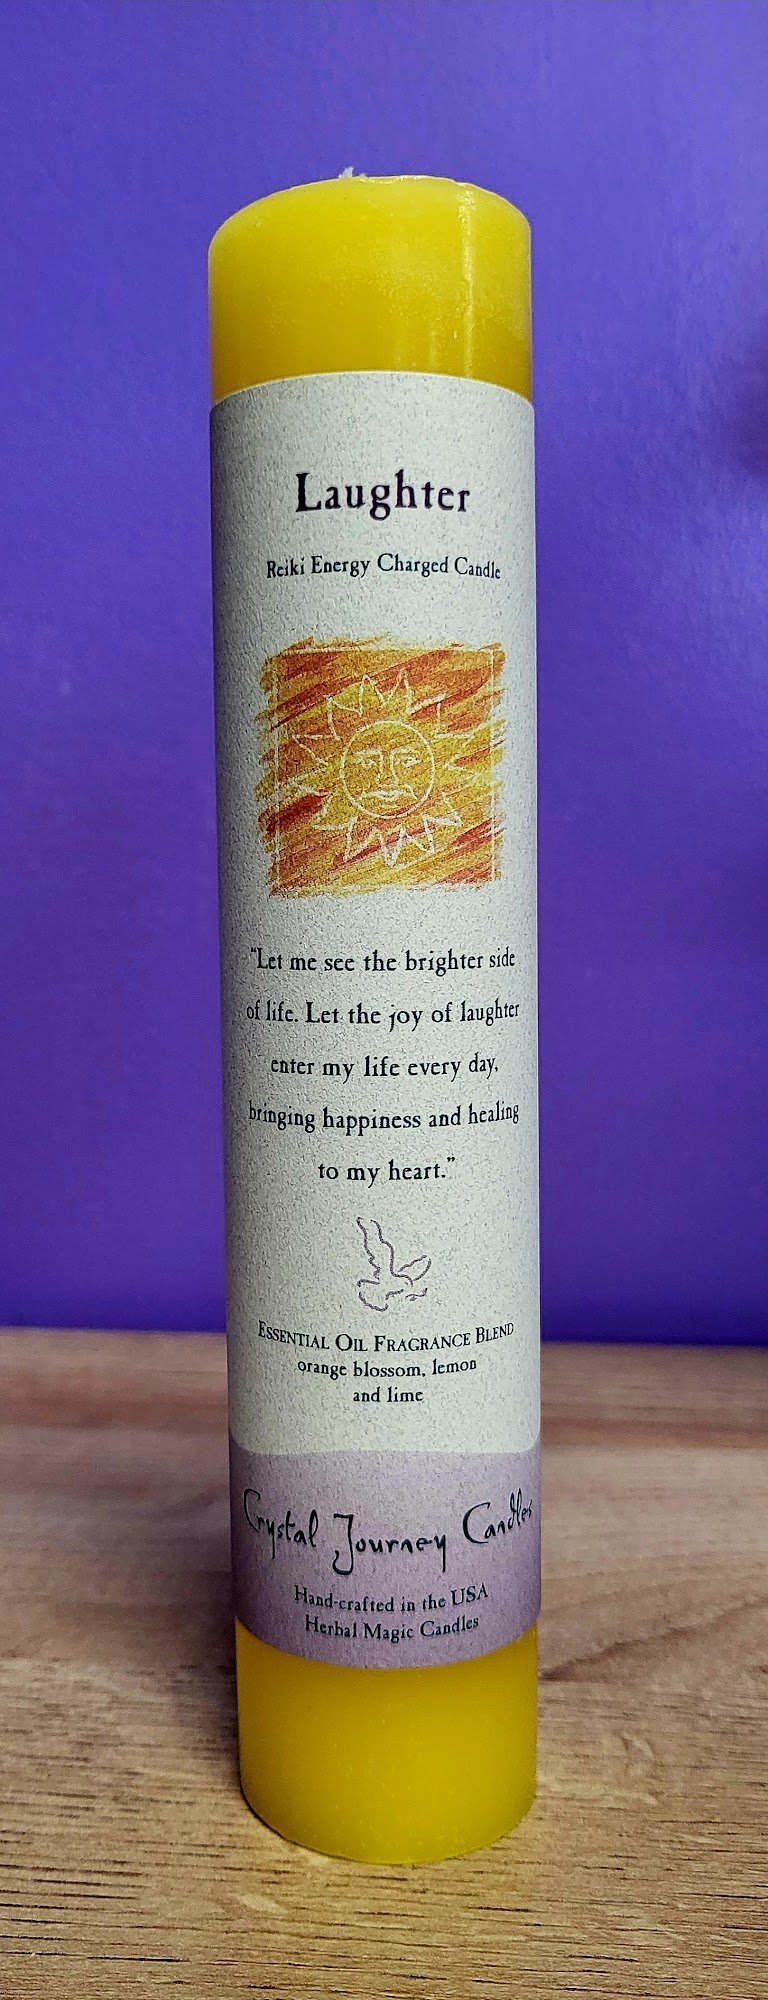 Laughter
Reiki Energy Charged Candle
"Let me see the brighter side
of life. Let the joy of laughter
enter my life every day,
bringing happiness and healing
to my heart."
Essential Oil Fragrance Blend
orange blossom, lemon
and lime
Crystal Journey Candles
Hand-crafted in the USA
Herbal Magic Candles